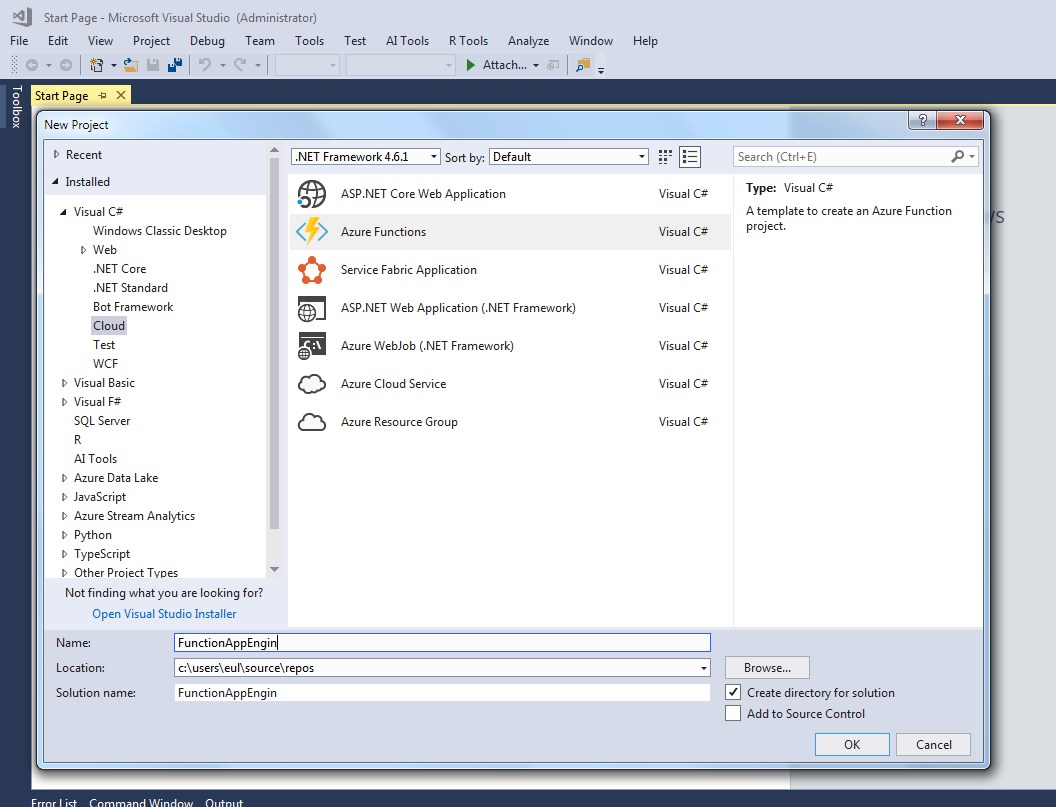 Start Page - Microsoft Visual Studio (Administrator)
File Edit View Project Debug Team Tools Test AI Tools R Tools Analyze Window Help
Attach...
Toolbox
Start Page
New Project
?
Recent
Installed
Visual C#
Windows Classic Desktop
Web
.NET Core
.NET Standard
Bot Framework
Cloud
Test
WCF
Visual Basic
Visual F#
SQL Server
R
AI Tools
Azure Data Lake
JavaScript
Azure Stream Analytics
Python
TypeScript
Other Project Types
Not finding what you are looking for?
Open Visual Studio Installer
.NET Framework 4.6.1 Sort by: Default
ASP.NET Core Web Application Visual C#
Azure Functions Visual C#
Service Fabric Application Visual C#
ASP.NET Web Application (.NET Framework) Visual C#
C:\
Azure WebJob (.NET Framework) Visual C#
Azure Cloud Service Visual C#
Azure Resource Group Visual C#
Search (Ctrl+E)
Type: Visual C#
A template to create an Azure Function
project.
Name: FunctionAppEngin
Location: c:\users\eul\source\repos Browse...
Solution name: FunctionAppEngin
Create directory for solution
Add to Source Control
OK Cancel
Error List Command Window Output